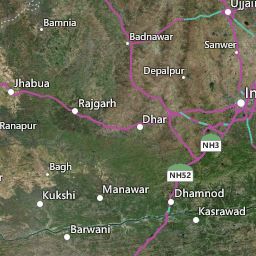 Ujjai
Bamnia
Badnawar
Sanwer
Depalpur
Jhabua
In
Rajgarh
Ranapur
Dhar
NH3
Bagh
NH52
Kukshi
Manawar
Dhamnod
Kasrawad
Barwani